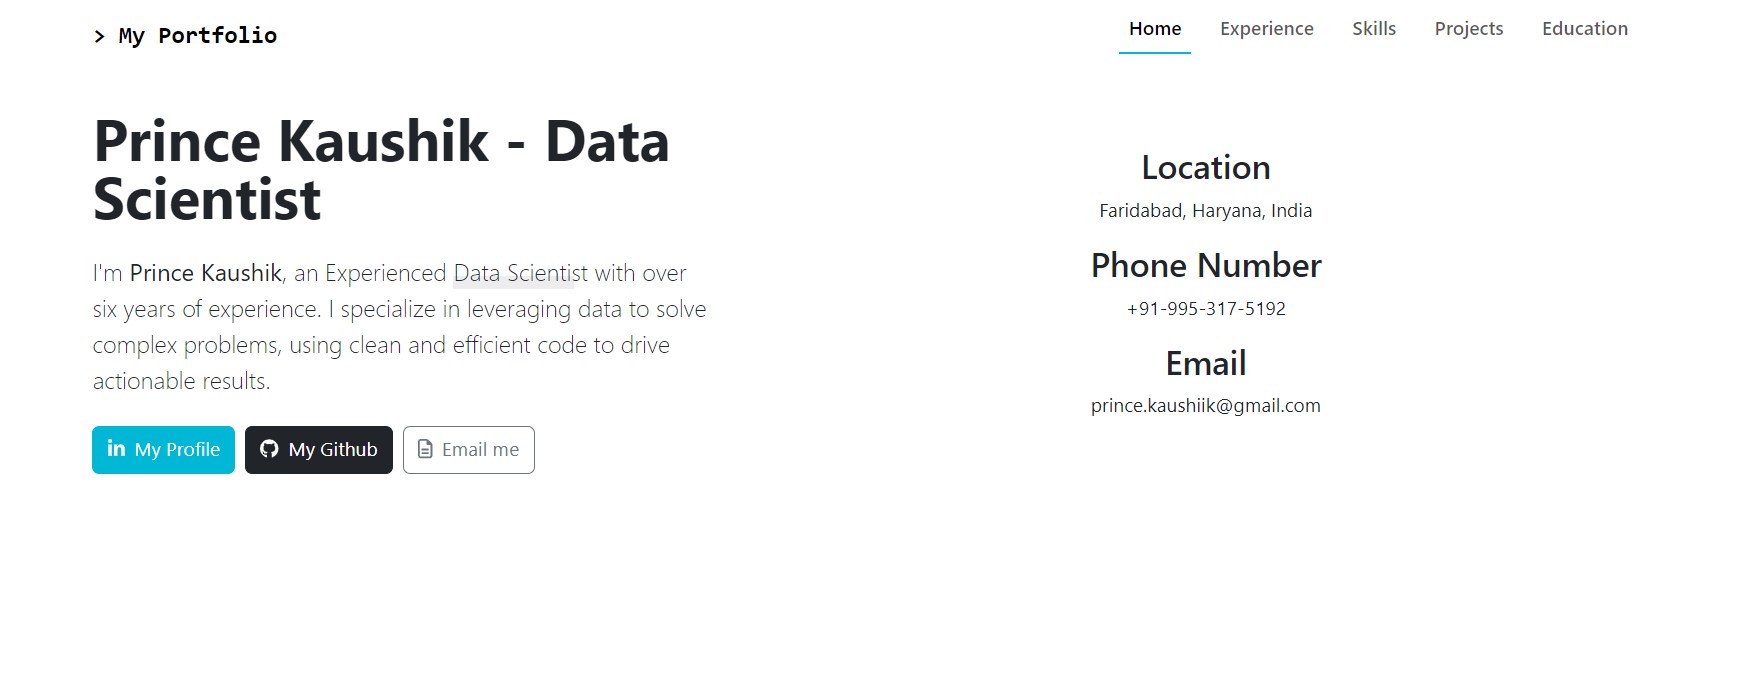 > My Portfolio
Home Experience Skills Projects Education
Prince Kaushik - Data
Scientist
I'm Prince Kaushik, an Experienced Data Scientist with over
six years of experience. I specialize in leveraging data to solve
complex problems, using clean and efficient code to drive
actionable results.
in My Profile
My Github
Email me
Location
Faridabad, Haryana, India
Phone Number
+91-995-317-5192
Email
prince.kaushiik@gmail.com